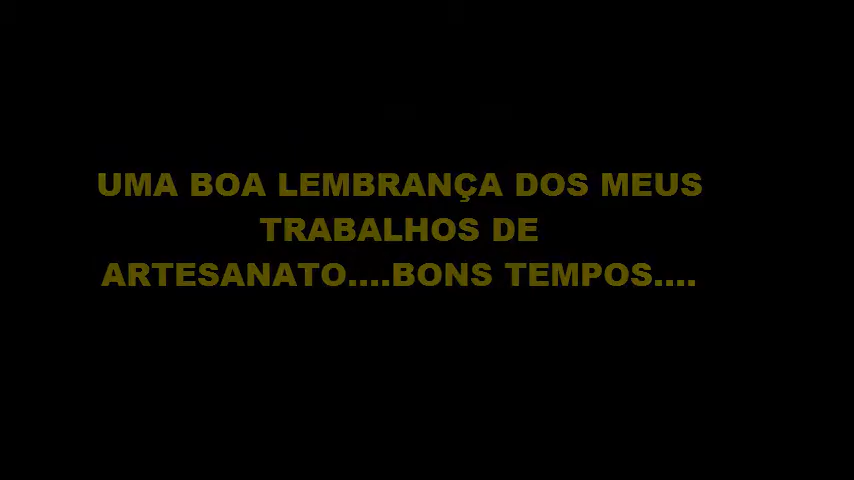 UMA BOA LEMBRANÇA DOS MEUS
TRABALHOS DE
ARTESANATO....BONS TEMPOS....